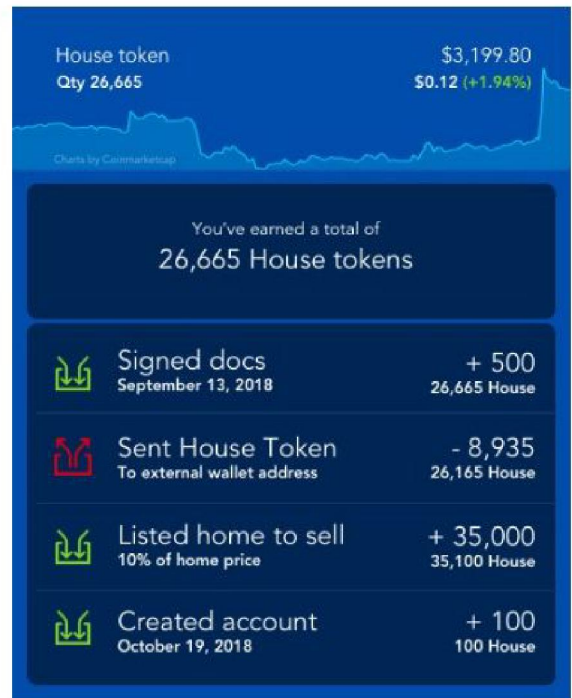 House token
$3,199.80
Qty 26,665
$0.12 (+1.94%)
Charts by Coinmarketcap
You've earned a total of
26,665 House tokens
Signed docs
+ 500
September 13, 2018
26,665 House
Sent House Token
- 8,935
To external wallet address
26,165 House
Listed home to sell
+ 35,000
10% of home price
35,100 House
Created account
+ 100
October 19, 2018
100 House